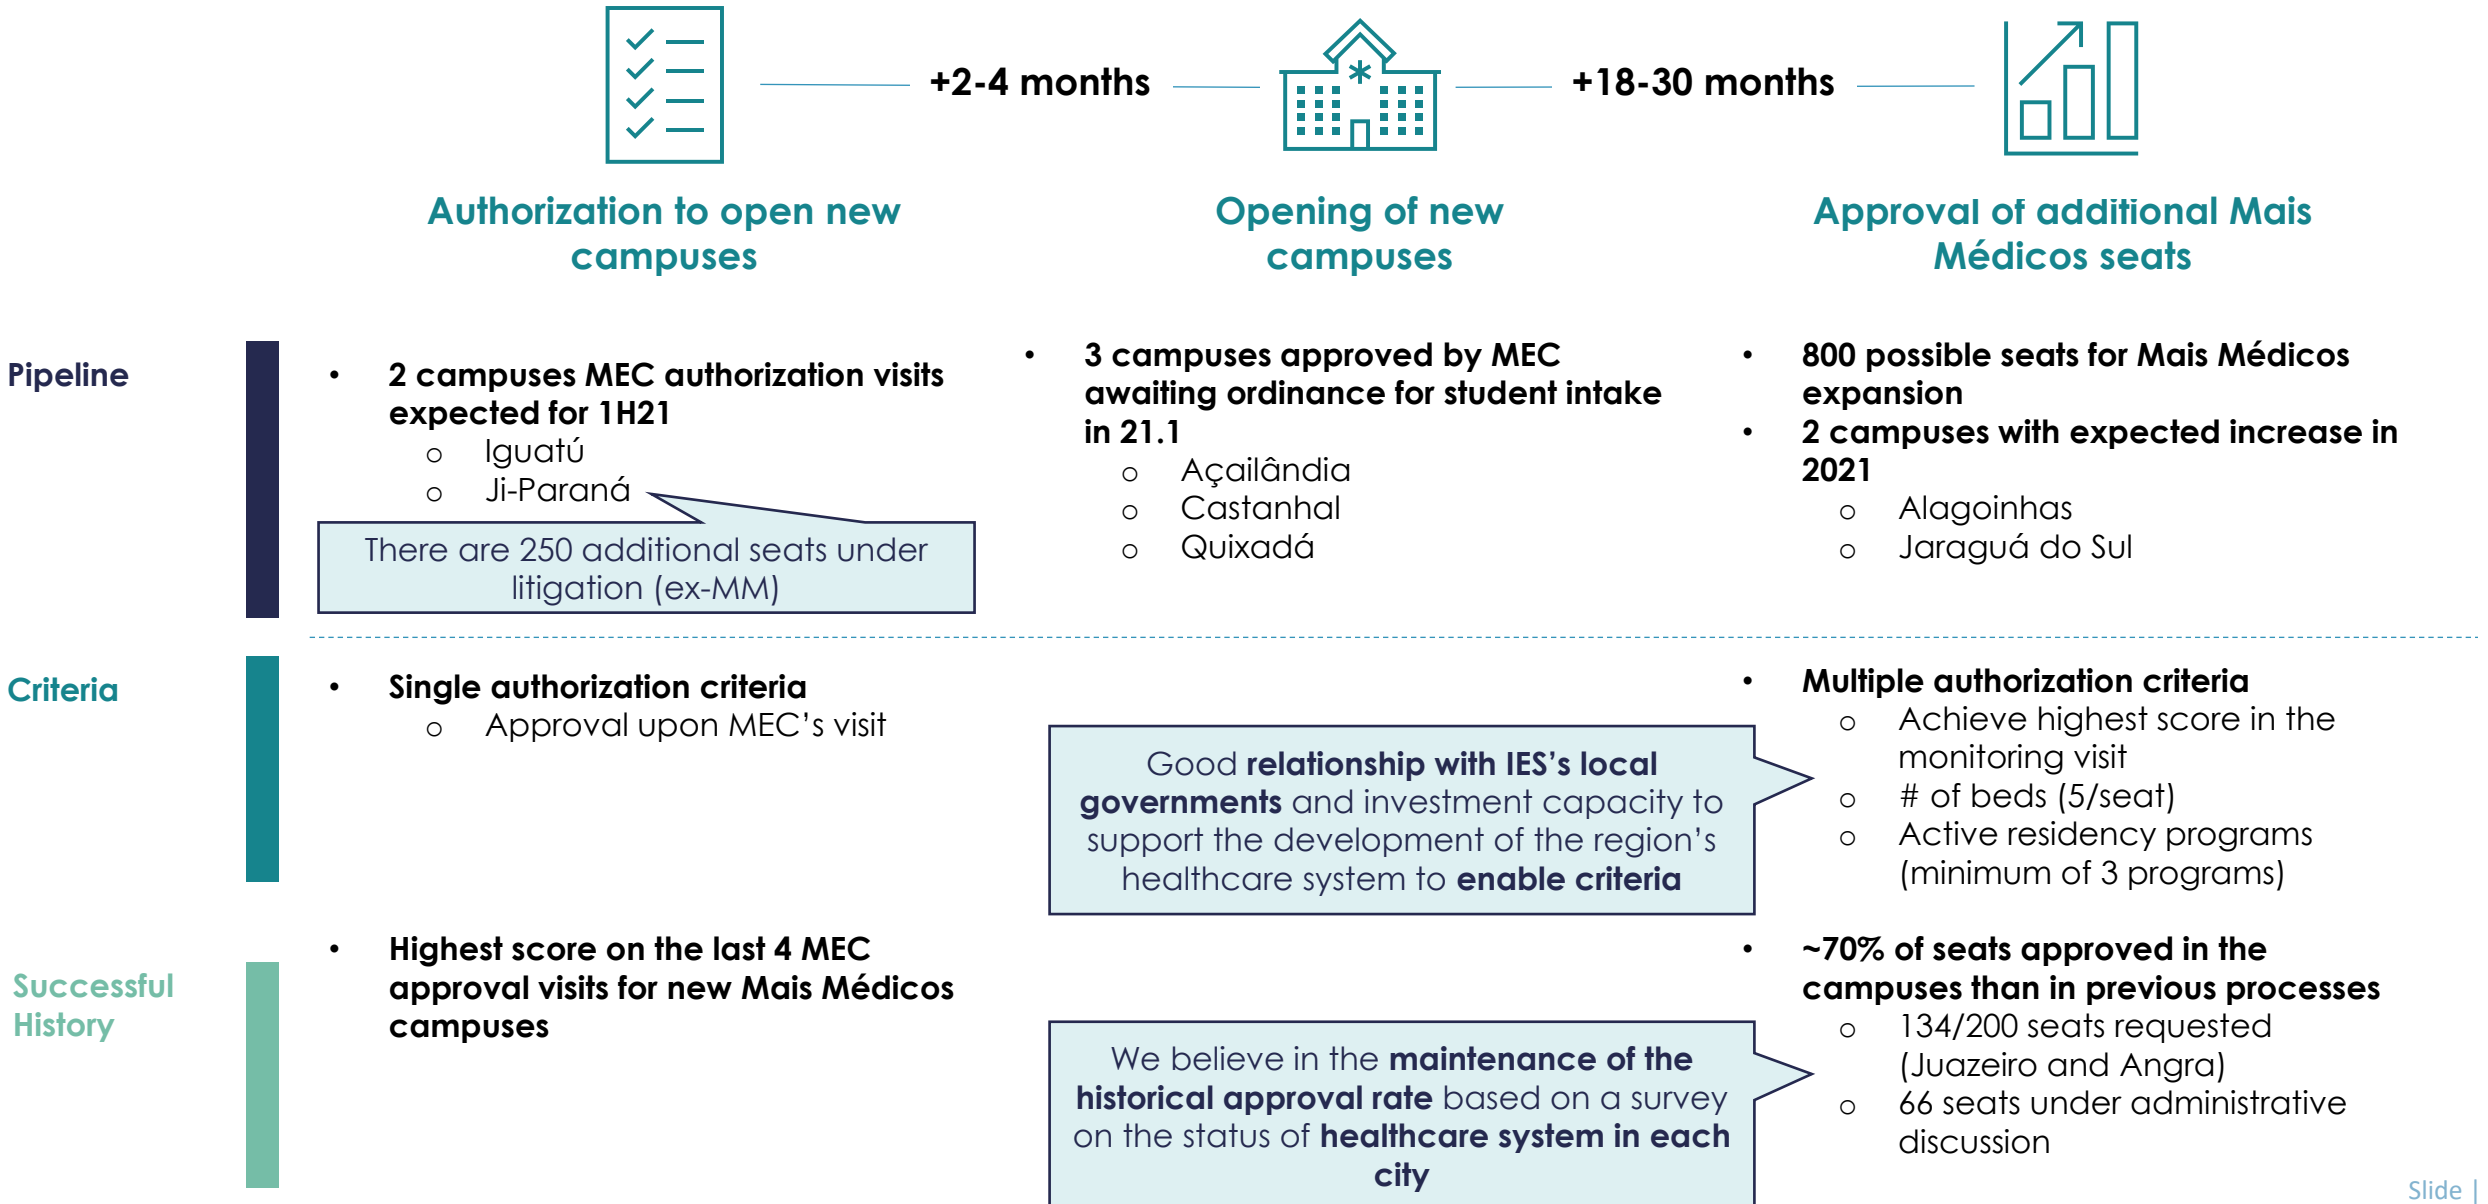 +2-4 months
+18-30 months
Authorization to open new
campuses
Opening of new
campuses
Approval of additional Mais
Médicos seats
Pipeline
• 2 campuses MEC authorization visits
expected for 1H21
o Iguatú
o Ji-Paraná
There are 250 additional seats under
litigation (ex-MM)
• 3 campuses approved by MEC
awaiting ordinance for student intake
in 21.1
o Açailândia
o Castanhal
o Quixadá
• 800 possible seats for Mais Médicos
expansion
• 2 campuses with expected increase in
2021
o Alagoinhas
o Jaraguá do Sul
Criteria
• Single authorization criteria
o Approval upon MEC’s visit
Good relationship with IES’s local
governments and investment capacity to
support the development of the region’s
healthcare system to enable criteria
• Multiple authorization criteria
o Achieve highest score in the
monitoring visit
o # of beds (5/seat)
o Active residency programs
(minimum of 3 programs)
Successful
History
• Highest score on the last 4 MEC
approval visits for new Mais Médicos
campuses
We believe in the maintenance of the
historical approval rate based on a survey
on the status of healthcare system in each
city
• ~70% of seats approved in the
campuses than in previous processes
o 134/200 seats requested
(Juazeiro and Angra)
o 66 seats under administrative
discussion
Slide |